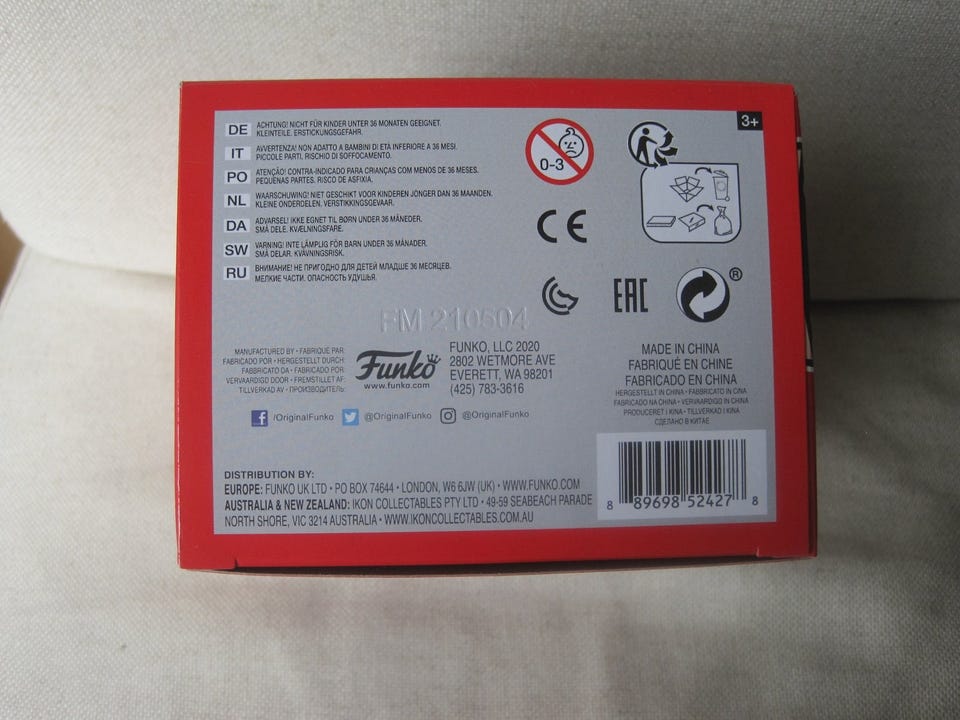 3+
DE ACHTUNG! NICHT FÜR KINDER UNTER 36 MONATEN GEEIGNET.
KLEINTEILE. ERSTICKUNGSGEFAHR.
IT AVVERTENZA! NON ADATTO A BAMBINI DI ETÀ INFERIORE A 36 MESI.
PICCOLE PARTI. RISCHIO DI SOFFOCAMENTO.
PO ATENÇÃO! CONTRA-INDICADO PARA CRIANÇAS COM MENOS DE 36 MESES.
PEQUENAS PARTES. RISCO DE ASFIXIA.
NL WAARSCHUWING! NIET GESCHIKT VOOR KINDEREN JONGER DAN 36 MAANDEN.
KLEINE ONDERDELEN. VERSTIKKINGSGEVAAR.
DA ADVARSEL! IKKE EGNET TIL BØRN UNDER 36 MÅNEDER.
SMÅ DELE. KVÆLNINGSFARE.
SW VARNING! INTE LÄMPLIG FÖR BARN UNDER 36 MÅNADER.
SMÅ DELAR. KVÄVNINGSRISK.
RU ВНИМАНИЕ! НЕ ПРИГОДНО ДЛЯ ДЕТЕЙ МЛАДШЕ 36 МЕСЯЦЕВ.
МЕЛКИЕ ЧАСТИ. ОПАСНОСТЬ УДУШЬЯ.
0-3
CE
EAC
®
FM 210504
MANUFACTURED BY • FABRIQUÉ PAR
FABRICADO POR • HERGESTELLT DURCH:
FABBRICATO DA • FABRICADO POR:
VERVAARDIGD DOOR • FREMSTILLET AF:
TILLVERKAD AV • ПРОИЗВОДИТЕЛЬ:
Funko
www.funko.com
FUNKO, LLC 2020
2802 WETMORE AVE
EVERETT, WA 98201
(425) 783-3616
/OriginalFunko @OriginalFunko @OriginalFunko
MADE IN CHINA
FABRIQUÉ EN CHINE
FABRICADO EN CHINA
HERGESTELLT IN CHINA • FABBRICATO IN CINA
FABRICADO NA CHINA • VERVAARDIGD IN CHINA
PRODUCERET I KINA • TILLVERKAD I KINA
СДЕЛАНО В КИТАЕ
DISTRIBUTION BY:
EUROPE: FUNKO UK LTD • PO BOX 74644 • LONDON, W6 6JW (UK) • WWW.FUNKO.COM
AUSTRALIA & NEW ZEALAND: IKON COLLECTABLES PTY LTD • 49-59 SEABEACH PARADE
NORTH SHORE, VIC 3214 AUSTRALIA • WWW.IKONCOLLECTABLES.COM.AU
8 89698 52427 8